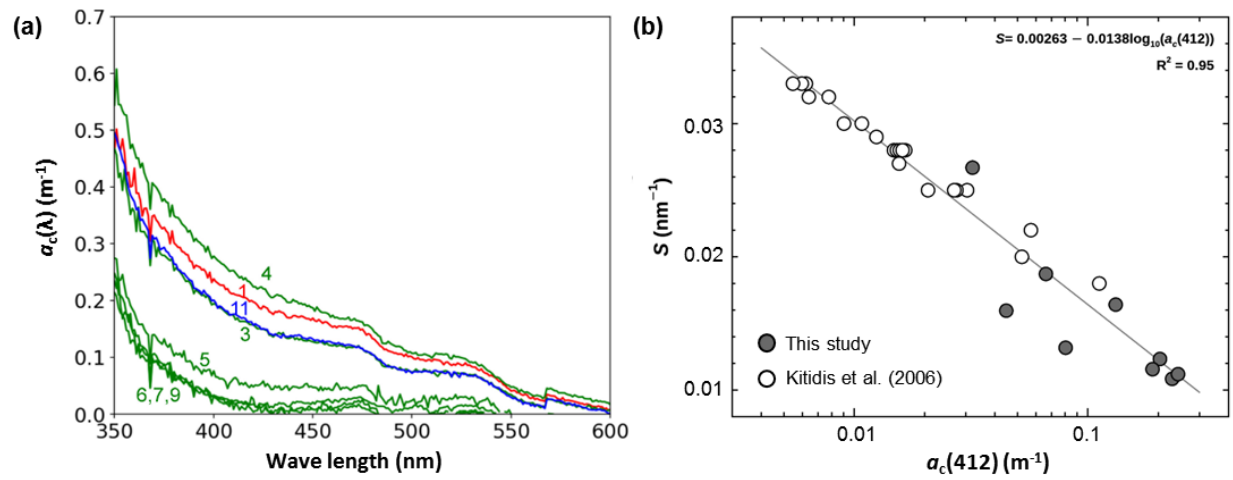 (a)
0.7
0.6
0.5
0.4
0.3
0.2
0.1
0.0
350
400
450
500
550
600
Wave length (nm)
a_c(λ) (m⁻¹)
4
1
11
3
5
6,7,9
(b)
S= 0.00263 − 0.0138log₁₀(a_c(412))
R² = 0.95
0.03
0.02
0.01
S (nm⁻¹)
This study
Kitidis et al. (2006)
0.01
0.1
a_c(412) (m⁻¹)